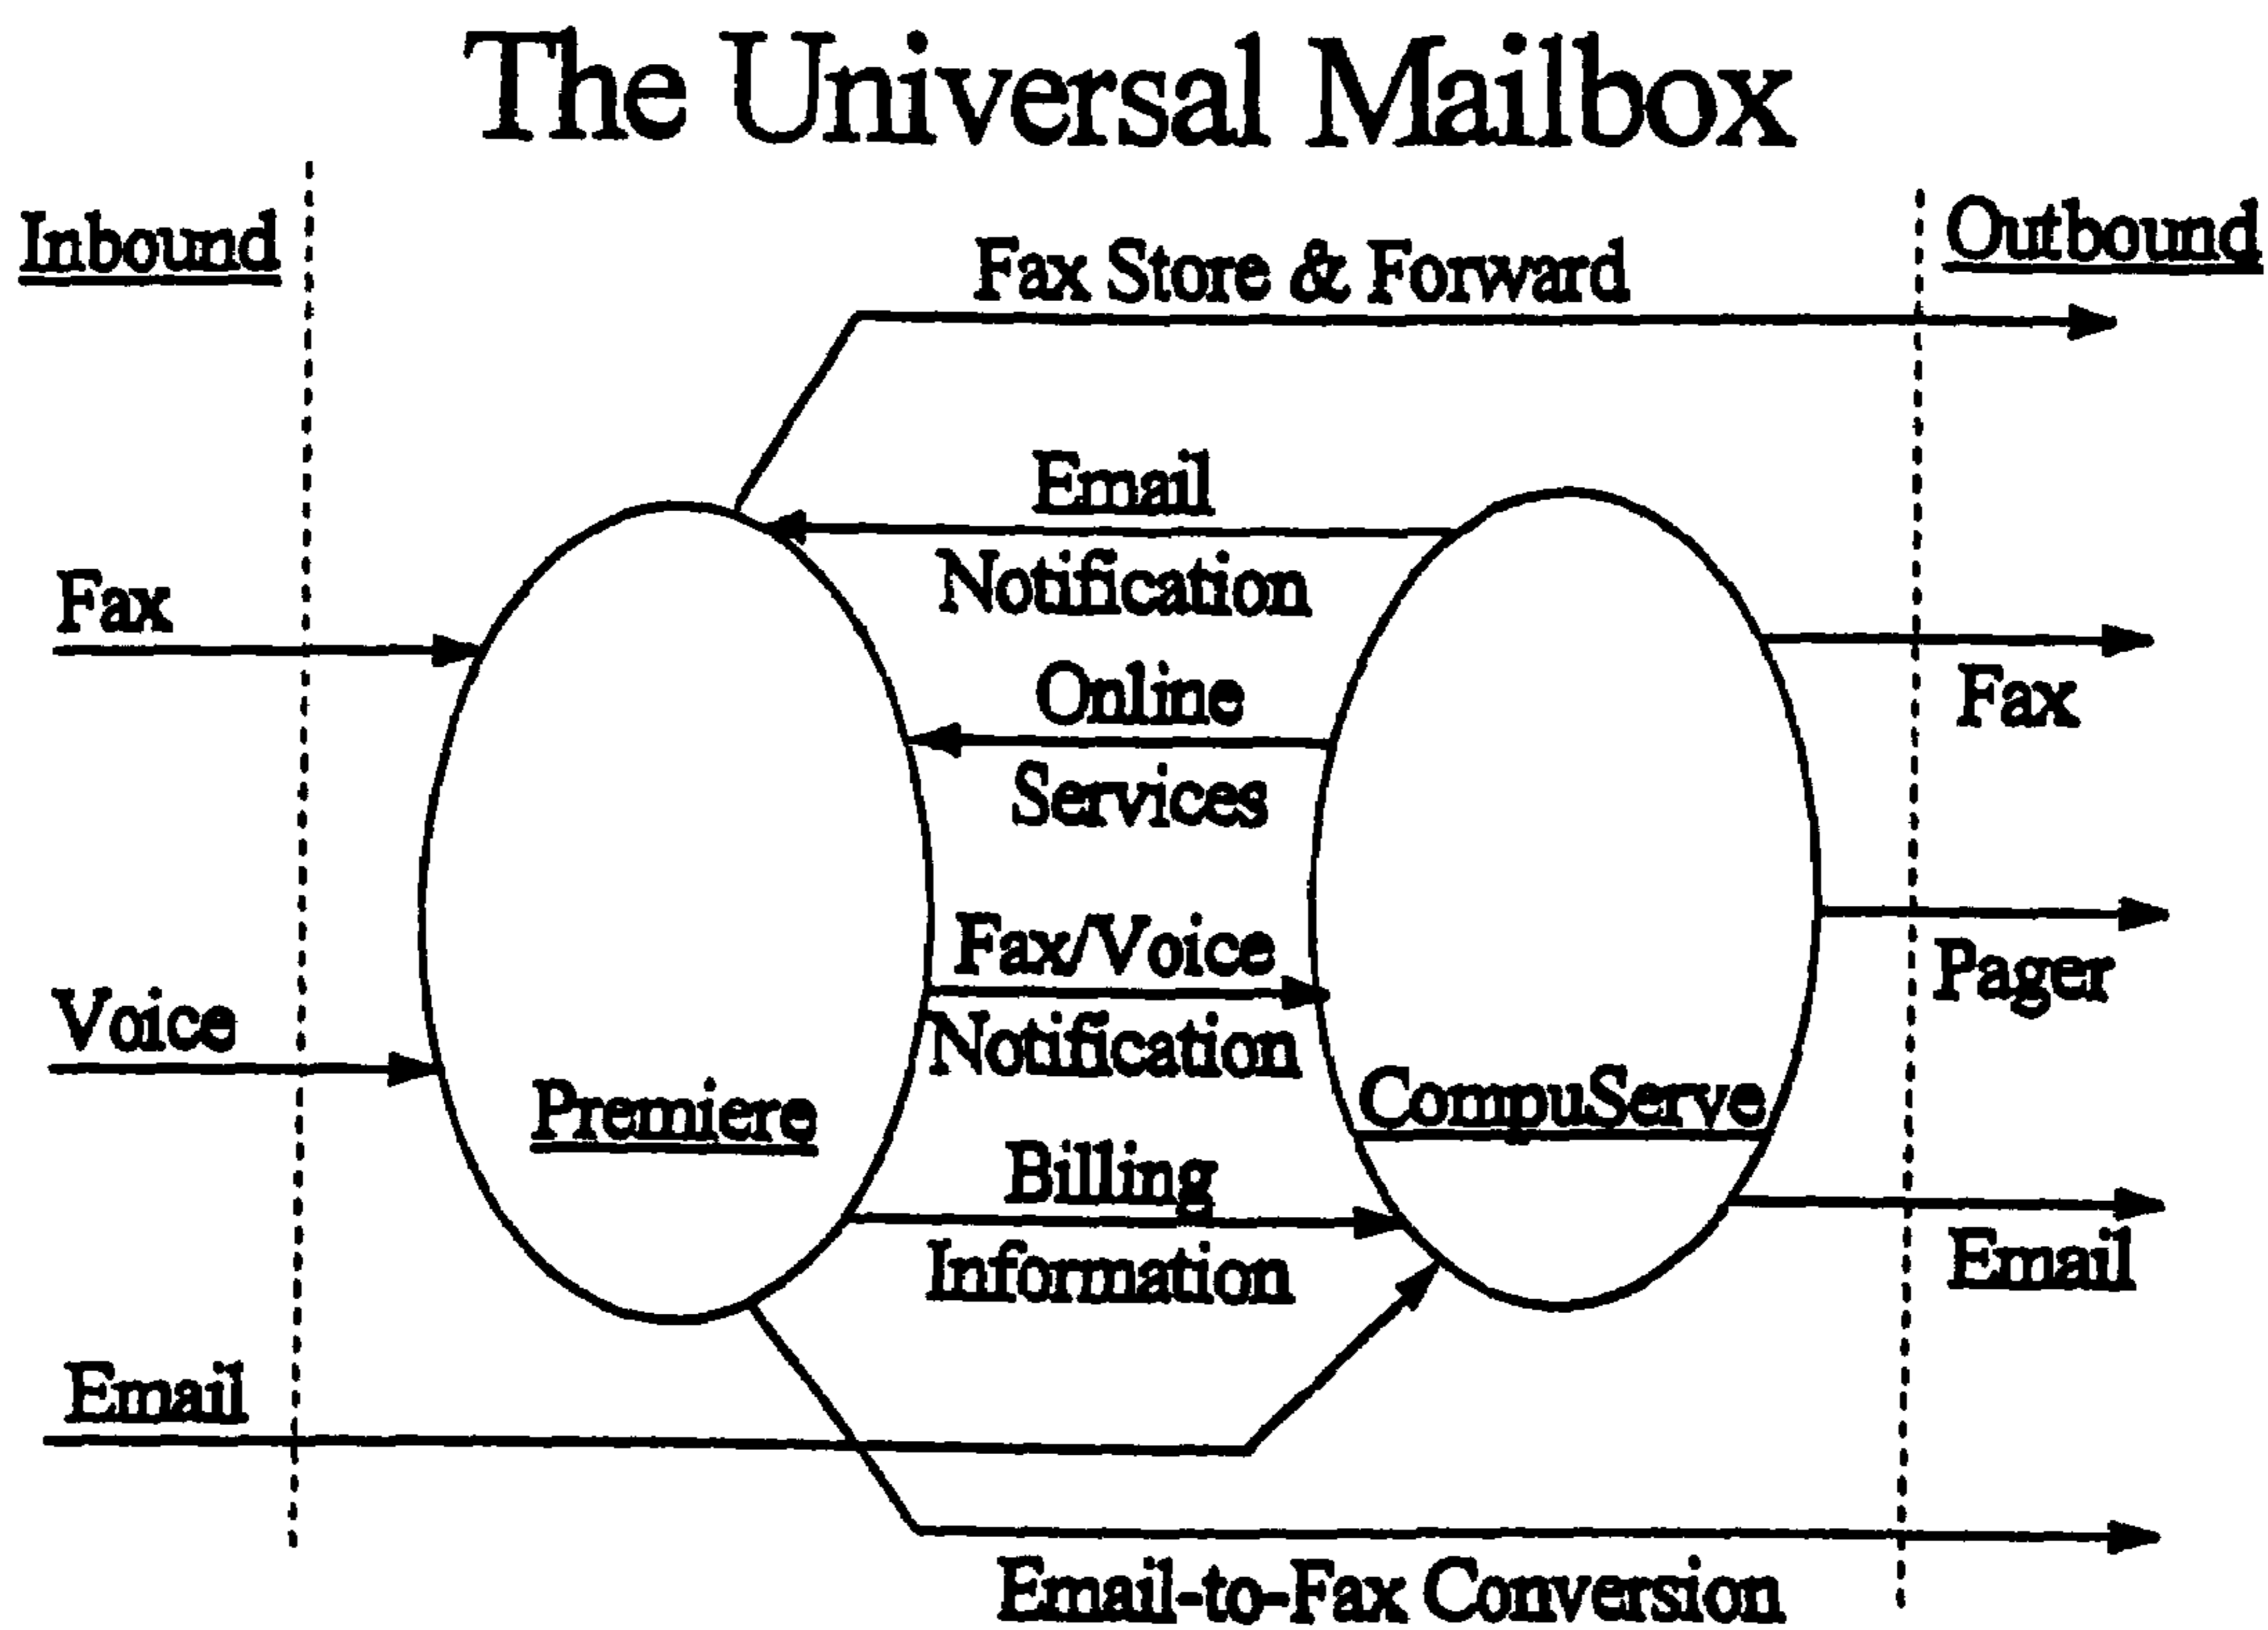 The Universal Mailbox
Inbound
Outbound
Fax Store & Forward
Email
Notification
Fax
Online
Services
Fax
Fax/Voice
Notification
Voice
Pager
Premiere
CompuServe
Billing
Information
Email
Email
Email-to-Fax Conversion